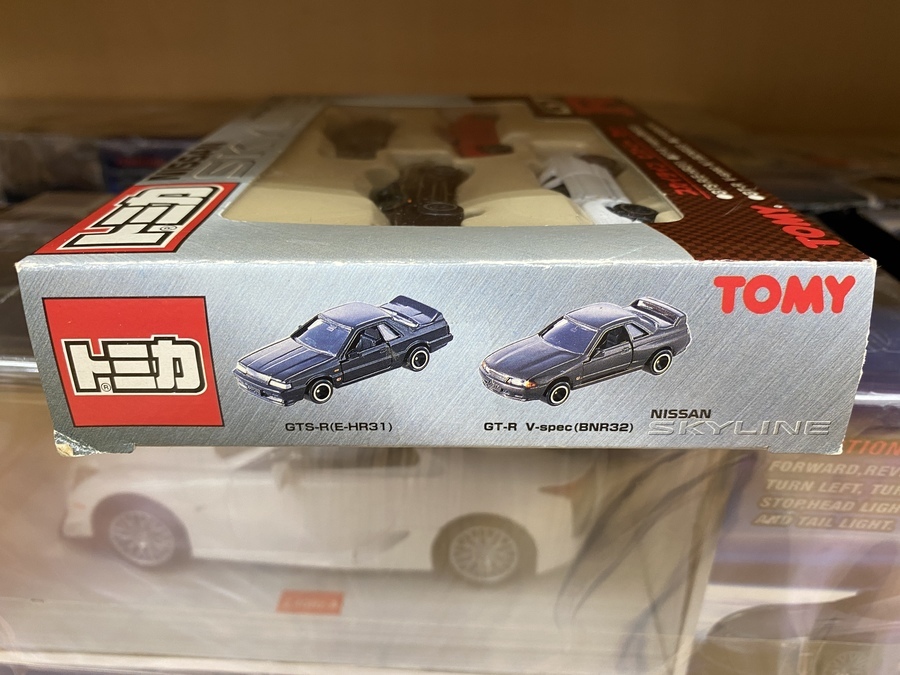 トミカ®
TOMY
トミカ®
TOMY
GTS-R(E-HR31)
GT-R V-spec(BNR32)
NISSAN
SKYLINE
FORWARD,REV
TURN LEFT, TU
STOP,HEAD LIGH
AND TAIL LIGHT.